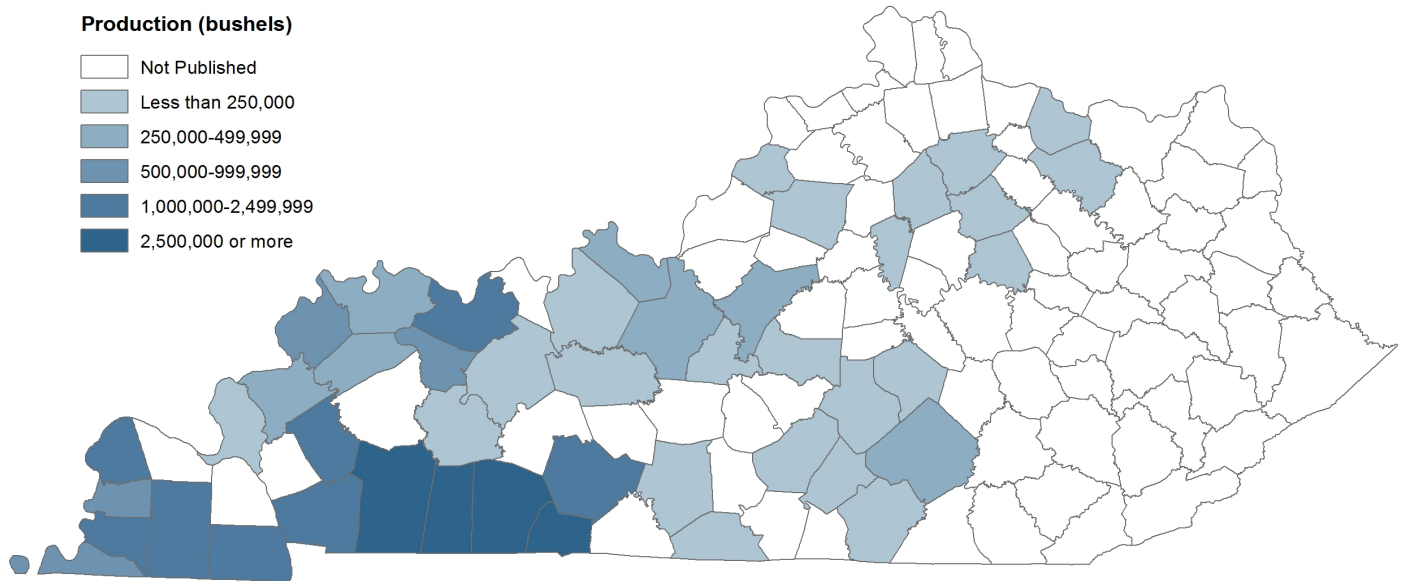 Production (bushels)
Not Published
Less than 250,000
250,000-499,999
500,000-999,999
1,000,000-2,499,999
2,500,000 or more